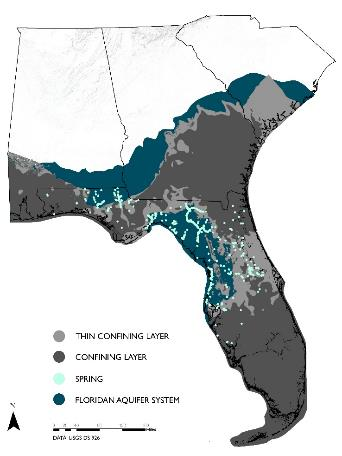 THIN CONFINING LAYER
CONFINING LAYER
SPRING
FLORIDAN AQUIFER SYSTEM
N
DATA: USGS DS 926